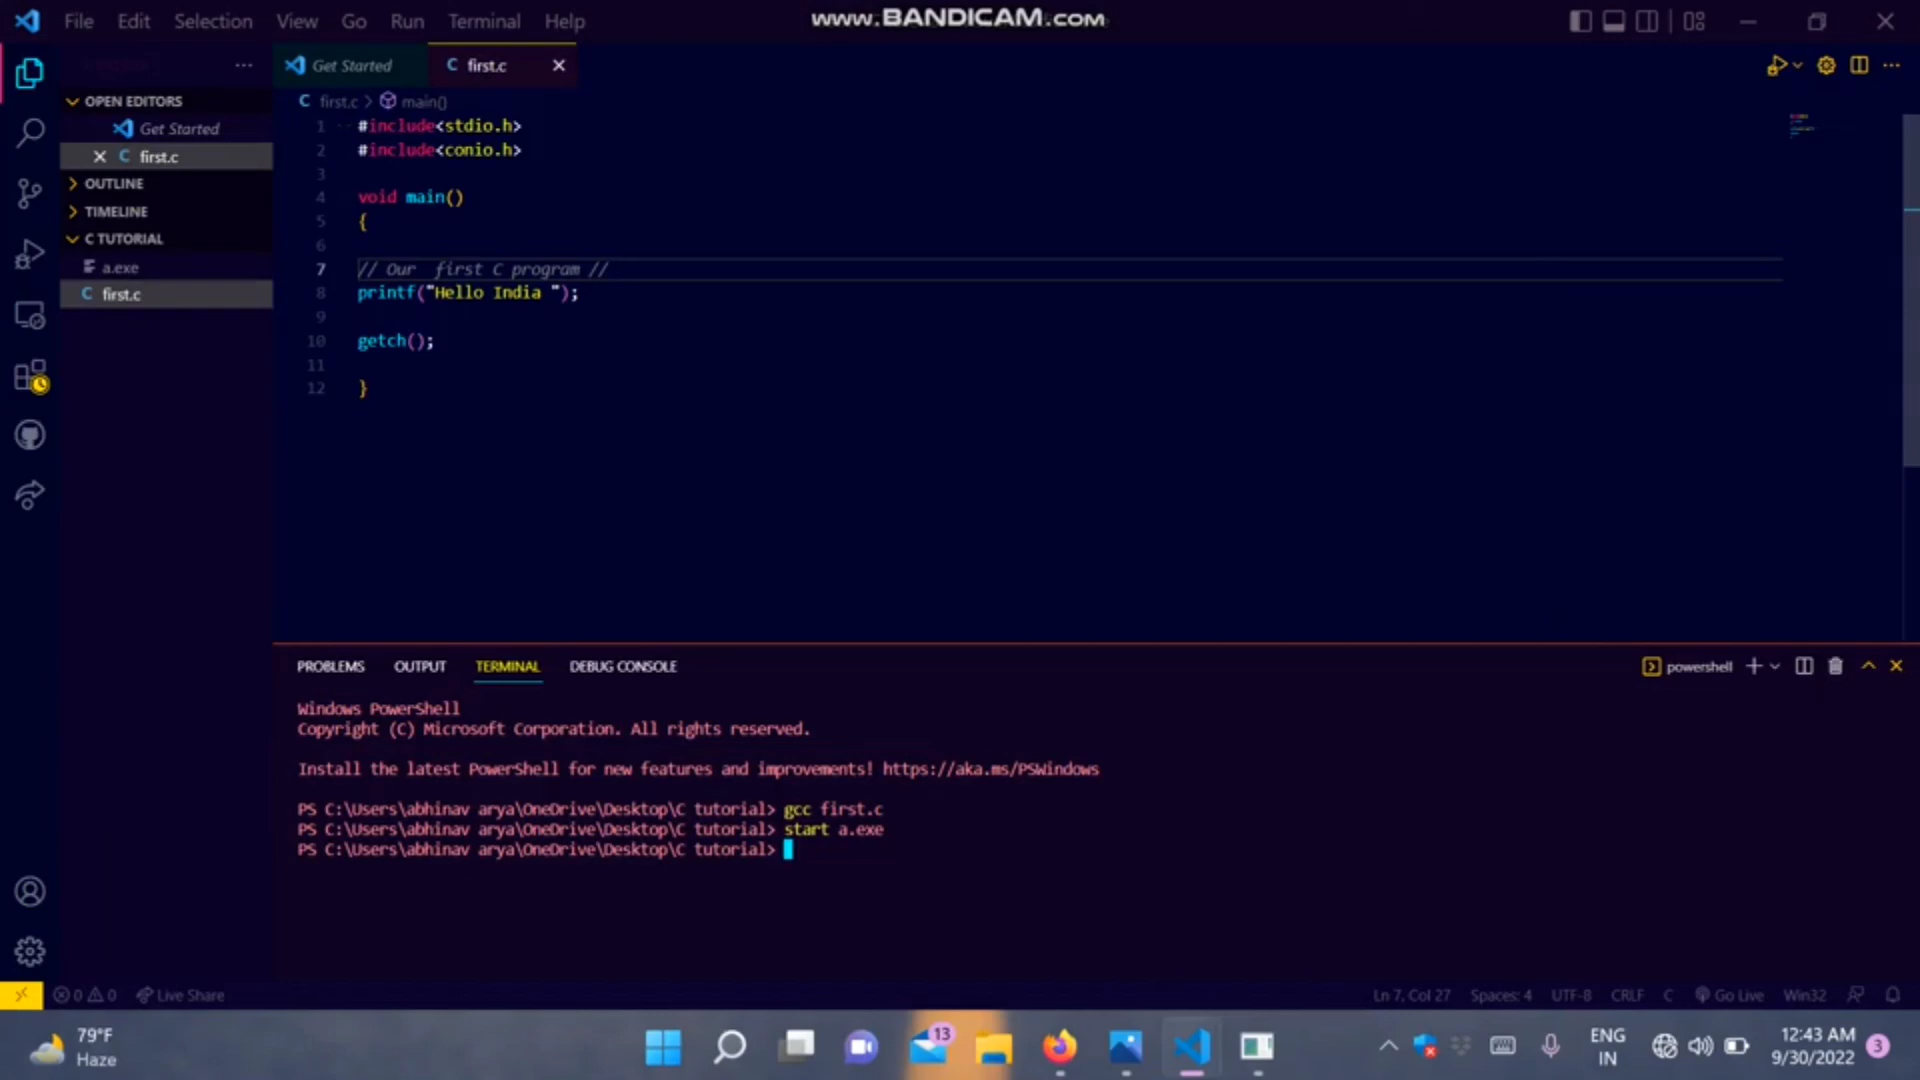 File Edit Selection View Go Run Terminal Help
www.BANDICAM.com
Get Started
first.c
OPEN EDITORS
Get Started
first.c
OUTLINE
TIMELINE
C TUTORIAL
a.exe
first.c
first.c > main()
1 #include<stdio.h>
2 #include<conio.h>
3
4 void main()
5 {
6
7 // Our  first C program //
8 printf("Hello India ");
9
10 getch();
11
12 }
PROBLEMS OUTPUT TERMINAL DEBUG CONSOLE
powershell
Windows PowerShell
Copyright (C) Microsoft Corporation. All rights reserved.
Install the latest PowerShell for new features and improvements! https://aka.ms/PSWindows
PS C:\Users\abhinav arya\OneDrive\Desktop\C tutorial> gcc first.c
PS C:\Users\abhinav arya\OneDrive\Desktop\C tutorial> start a.exe
PS C:\Users\abhinav arya\OneDrive\Desktop\C tutorial>
0 0 Live Share
Ln 7, Col 27 Spaces: 4 UTF-8 CRLF C Go Live Win32
79°F
Haze
13
ENG
IN
12:43 AM
9/30/2022
3